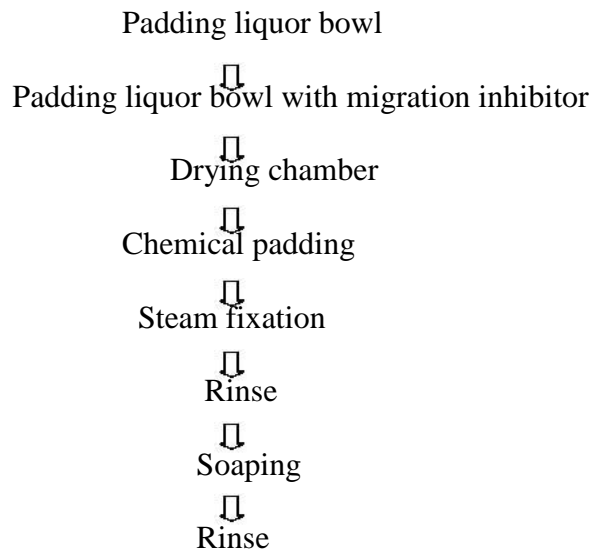 Padding liquor bowl
Padding liquor bowl with migration inhibitor
Drying chamber
Chemical padding
Steam fixation
Rinse
Soaping
Rinse